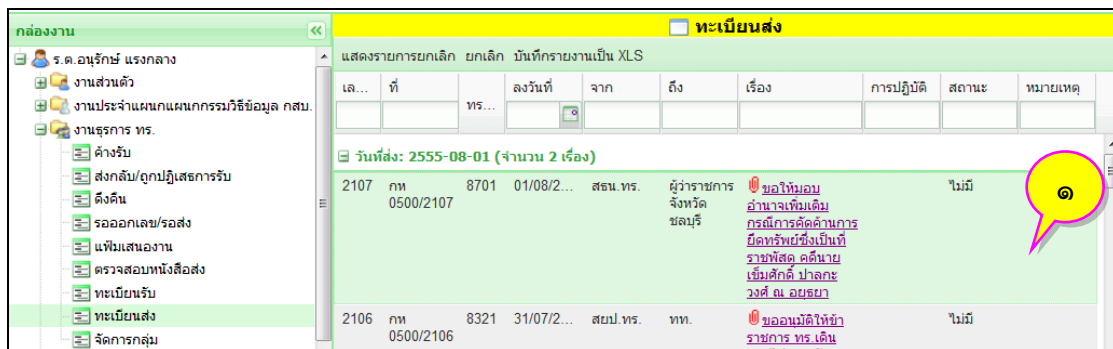 กล่องงาน
ร.ต.อนุรักษ์ แรงกลาง
งานส่วนตัว
งานประจำแผนกแผนกกรรมวิธีข้อมูล กสบ.
งานธุรการ ทร.
ค้างรับ
ส่งกลับ/ถูกปฏิเสธการรับ
ดึงคืน
รอออกเลข/รอส่ง
แฟ้มเสนองาน
ตรวจสอบหนังสือส่ง
ทะเบียนรับ
ทะเบียนส่ง
จัดการกลุ่ม
ทะเบียนส่ง
แสดงรายการยกเลิก ยกเลิก บันทึกรายงานเป็น XLS
เล... ที่ ทร... ลงวันที่ จาก ถึง เรื่อง การปฏิบัติ สถานะ หมายเหตุ
วันที่ส่ง: 2555-08-01 (จำนวน 2 เรื่อง)
2107 กห 8701 01/08/2... สธน.ทร. ผู้ว่าราชการ ขอให้มอบ ไม่มี
0500/2107 จังหวัด อำนาจเพิ่มเติม
ชลบุรี กรณีการคัดค้านการ
ยึดทรัพย์ซึ่งเป็นที่
ราชพัสดุ คดีนาย
เข็มศักดิ์ ปาลกะ
วงศ์ ณ อยุธยา
๑
2106 กห 8321 31/07/2... สยป.ทร. ทท. ขออนุมัติให้ข้า ไม่มี
0500/2106 ราชการ ทร.เดิน